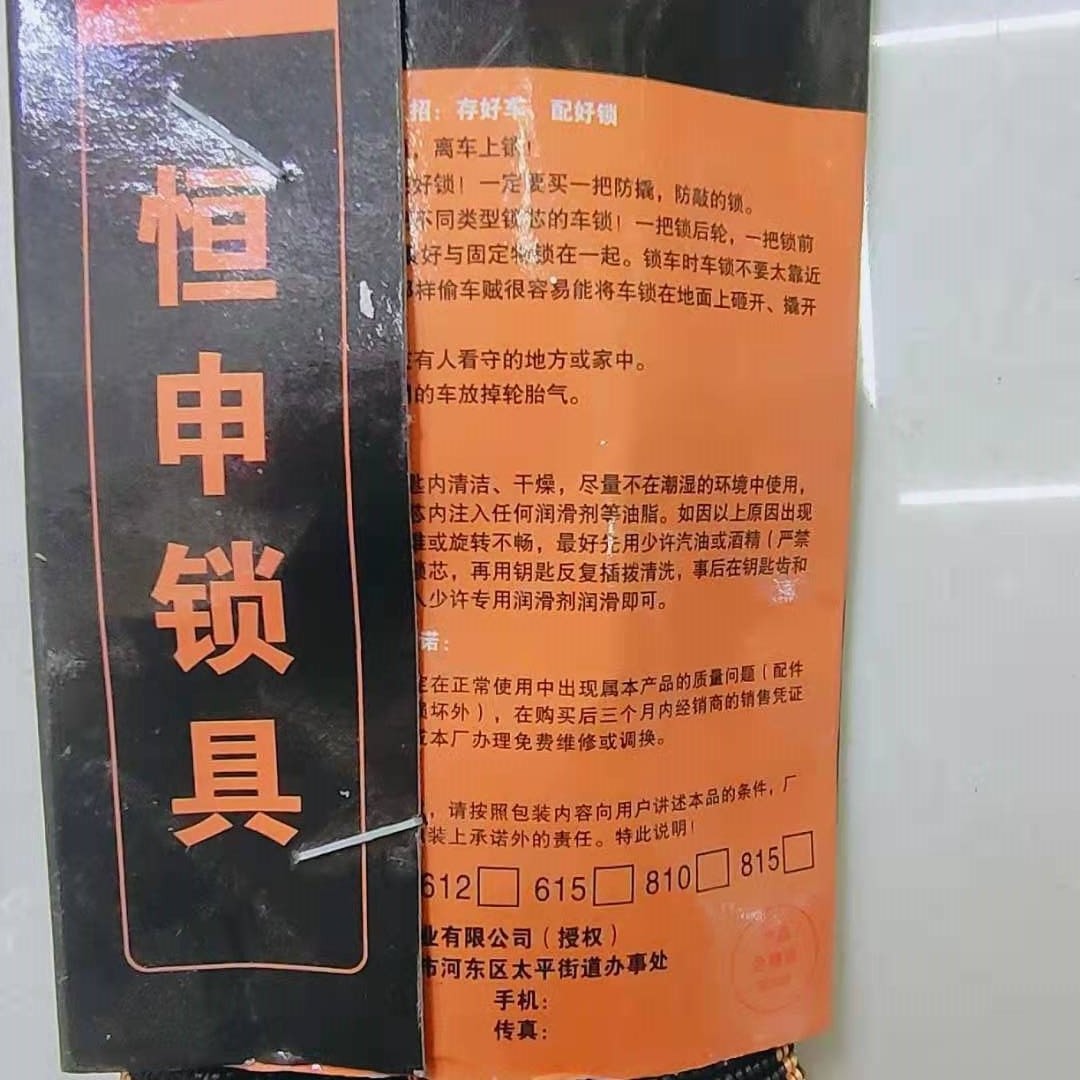 恒申锁具
招：存好车、配好锁
，离车上锁！
好锁！一定要买一把防撬，防敲的锁。
不同类型锁芯的车锁！一把锁后轮，一把锁前
好与固定物锁在一起。锁车时车锁不要太靠近
样偷车贼很容易能将车锁在地面上砸开、撬开
有人看守的地方或家中。
的车放掉轮胎气。
匙内清洁、干燥，尽量不在潮湿的环境中使用，
芯内注入任何润滑剂等油脂。如因以上原因出现
或旋转不畅，最好先用少许汽油或酒精（严禁
锁芯，再用钥匙反复插拨清洗，事后在钥匙齿和
少许专用润滑剂润滑即可。
诺：
在正常使用中出现属本产品的质量问题（配件
损坏外），在购买后三个月内经销商的销售凭证
本厂办理免费维修或调换。
，请按照包装内容向用户讲述本品的条件，厂
装上承诺外的责任。特此说明！
612□ 615□ 810□ 815□
业有限公司（授权）
市河东区太平街道办事处
手机：
传真：